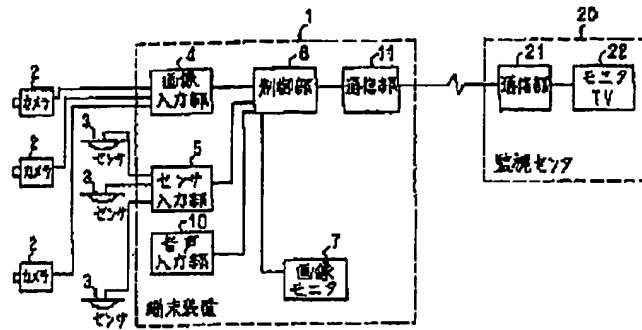 1
20
4
6
11
21
22
2
カメラ
画像
入力部
制御部
通信部
通信部
モニタ
TV
3
センサ
2
カメラ
5
センサ
入力部
3
センサ
監視センタ
10
音声
入力部
7
画像
モニタ
2
カメラ
3
センサ
端末装置